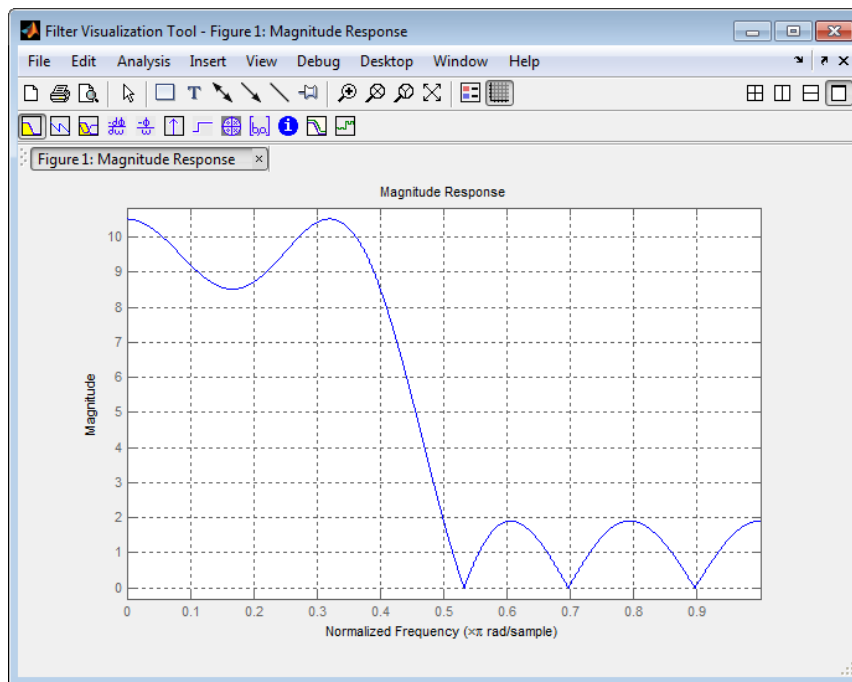 Filter Visualization Tool - Figure 1: Magnitude Response
File Edit Analysis Insert View Debug Desktop Window Help
T
[b,a] i
Figure 1: Magnitude Response ×
Magnitude Response
10
9
8
7
6
5
4
3
2
1
0
Magnitude
0 0.1 0.2 0.3 0.4 0.5 0.6 0.7 0.8 0.9
Normalized Frequency (×π rad/sample)